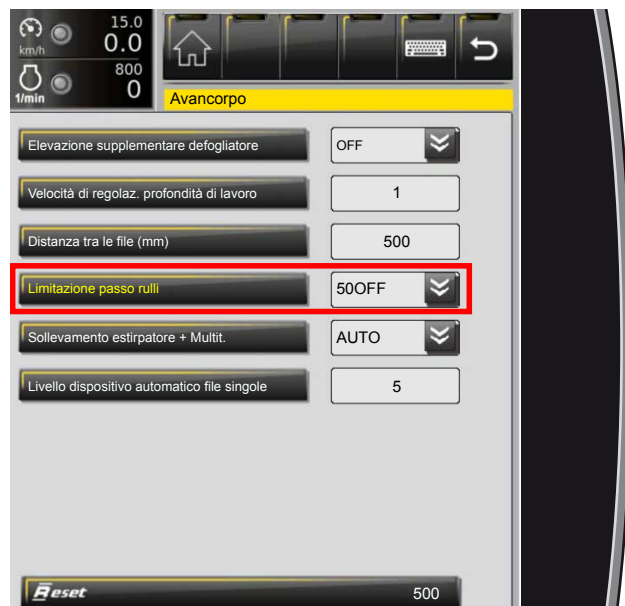 15.0
km/h 0.0
800
1/min 0
Avancorpo
Elevazione supplementare defogliatore OFF
Velocità di regolaz. profondità di lavoro 1
Distanza tra le file (mm) 500
Limitazione passo rulli 50OFF
Sollevamento estirpatore + Multit. AUTO
Livello dispositivo automatico file singole 5
Reset 500